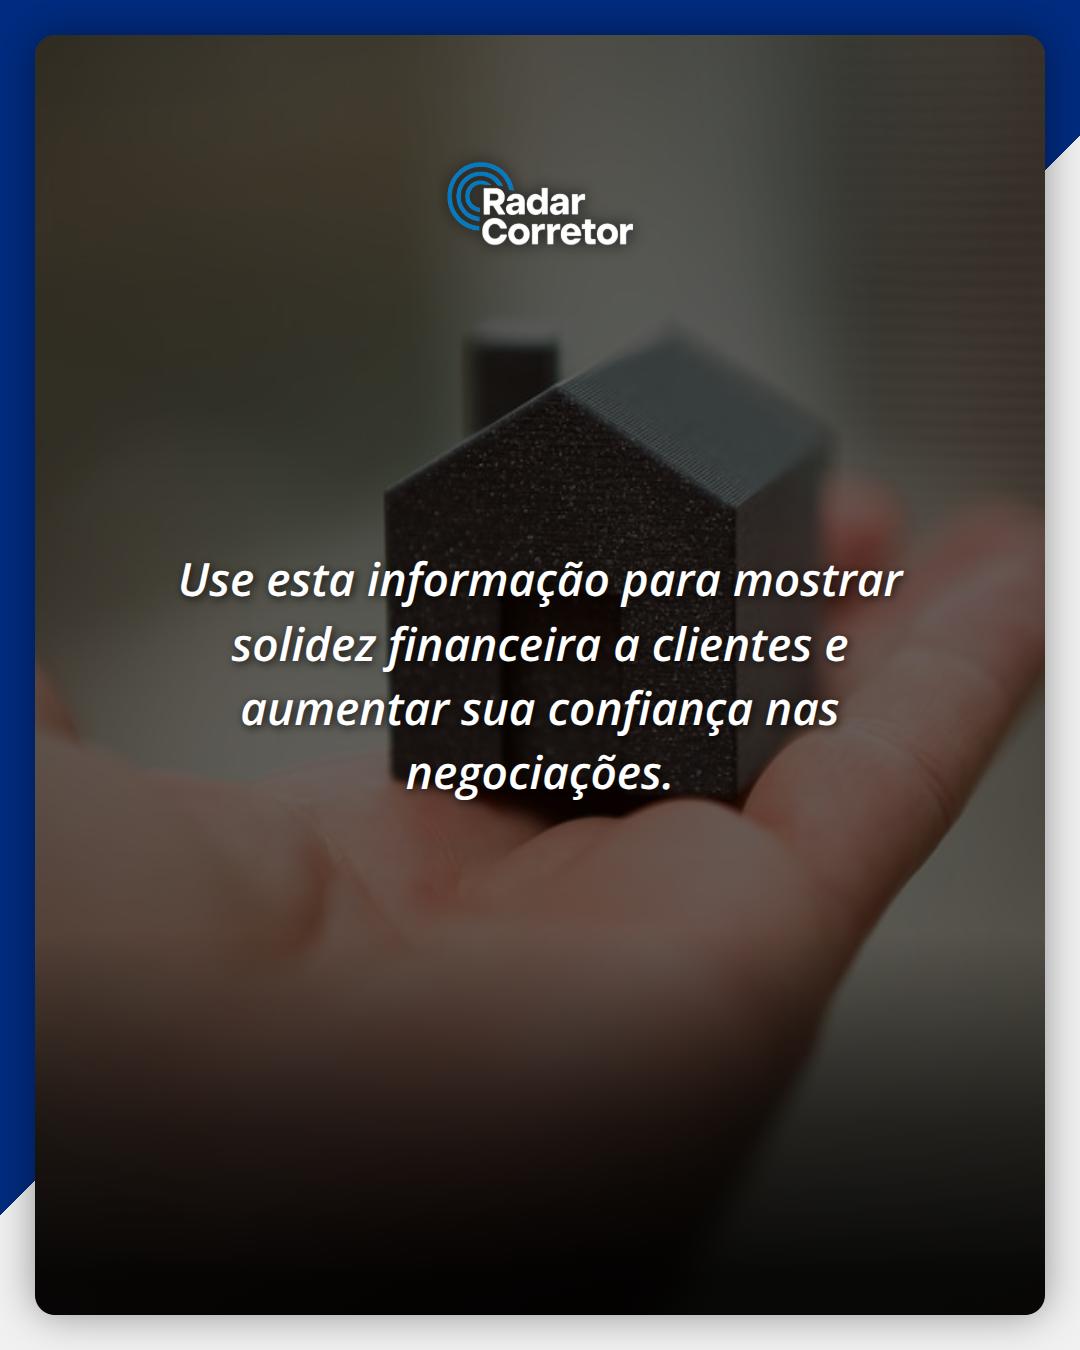 Radar
Corretor
Use esta informação para mostrar
solidez financeira a clientes e
aumentar sua confiança nas
negociações.